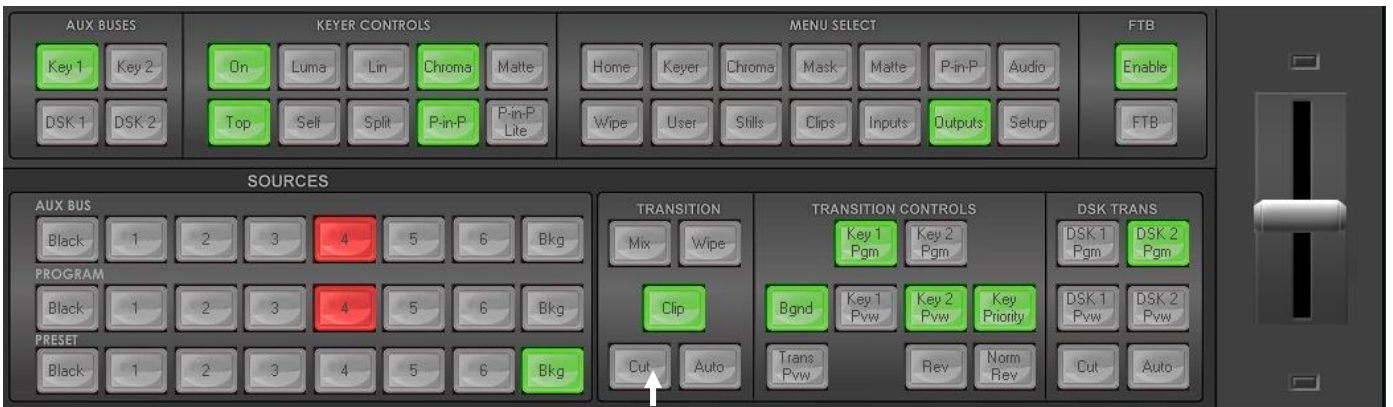 AUX BUSES
KEYER CONTROLS
MENU SELECT
FTB
Key 1 Key 2 On Luma Lin Chroma Matte Home Keyer Chroma Mask Matte P-in-P Audio Enable
DSK 1 DSK 2 Top Self Split P-in-P P-in-P Lite Wipe User Stills Clips Inputs Outputs Setup FTB
SOURCES
AUX BUS
Black 1 2 3 4 5 6 Bkg
PROGRAM
Black 1 2 3 4 5 6 Bkg
PRESET
Black 1 2 3 4 5 6 Bkg
TRANSITION
Mix Wipe
Clip
Cut Auto
TRANSITION CONTROLS
Key 1 Pgm Key 2 Pgm
Bgnd Key 1 Pvw Key 2 Pvw Key Priority
Trans Pvw Rev Norm Rev
DSK TRANS
DSK 1 Pgm DSK 2 Pgm
DSK 1 Pvw DSK 2 Pvw
Cut Auto